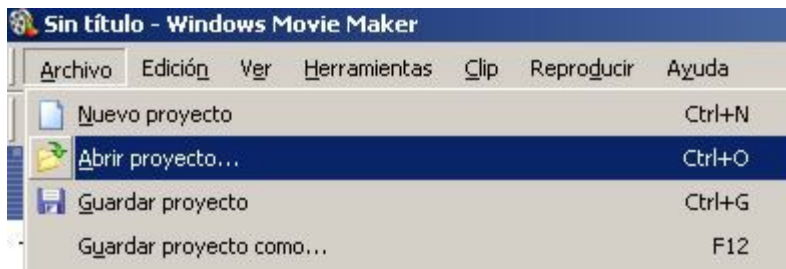 Sin título - Windows Movie Maker
Archivo Edición Ver Herramientas Clip Reproducir Ayuda
Nuevo proyecto Ctrl+N
Abrir proyecto... Ctrl+O
Guardar proyecto Ctrl+G
Guardar proyecto como... F12